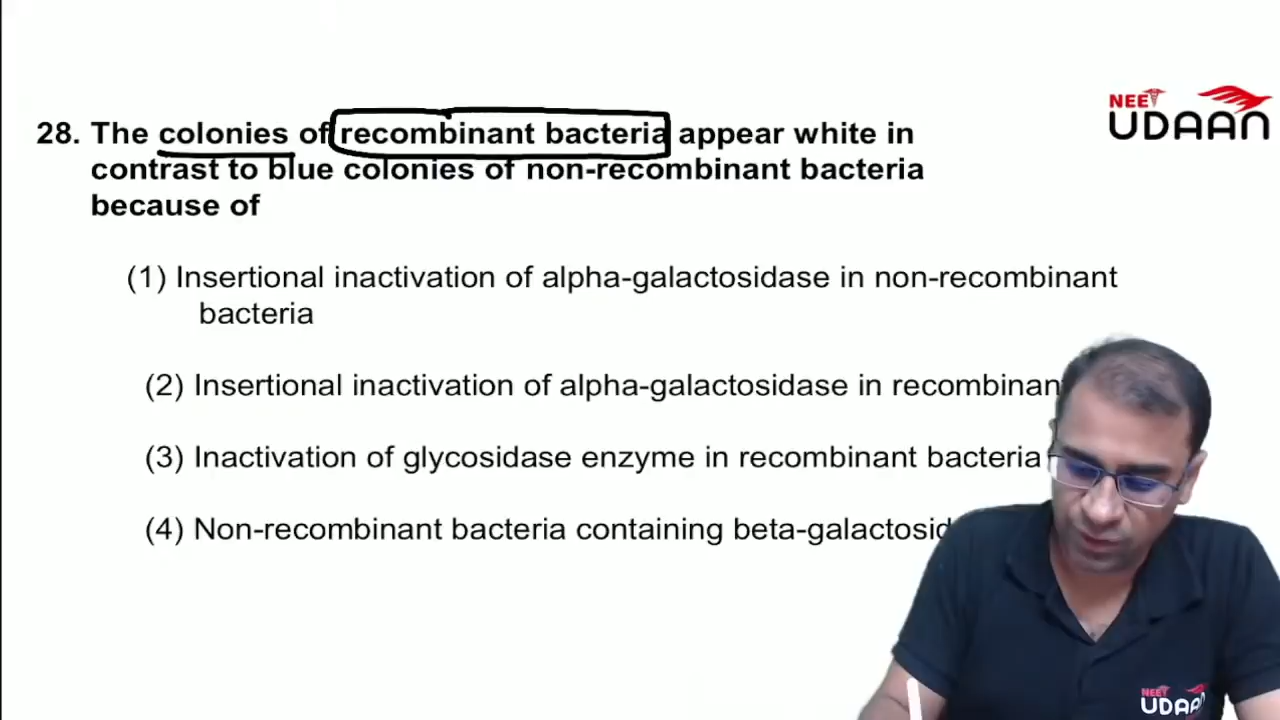 NEET
UDAAN
28. The colonies of recombinant bacteria appear white in
contrast to blue colonies of non-recombinant bacteria
because of
(1) Insertional inactivation of alpha-galactosidase in non-recombinant
bacteria
(2) Insertional inactivation of alpha-galactosidase in recombinan
(3) Inactivation of glycosidase enzyme in recombinant bacteria
(4) Non-recombinant bacteria containing beta-galactosid
NEET
UDAAN